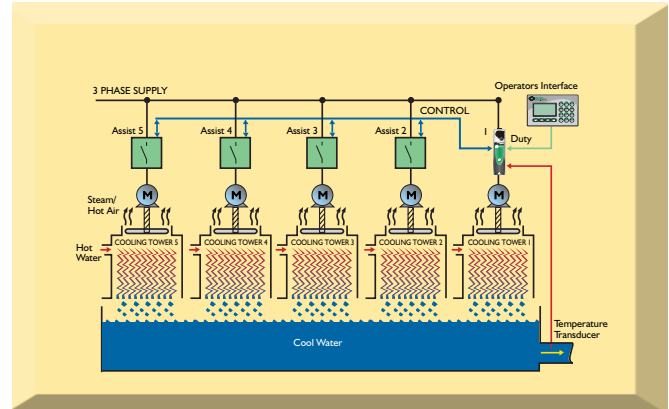 Operators Interface
3 PHASE SUPPLY
CONTROL
Assist 5
Assist 4
Assist 3
Assist 2
1
Duty
M
M
M
M
M
Steam/
Hot Air
Hot
Water
COOLING TOWER 5
COOLING TOWER 4
COOLING TOWER 3
COOLING TOWER 2
COOLING TOWER 1
Temperature
Transducer
Cool Water